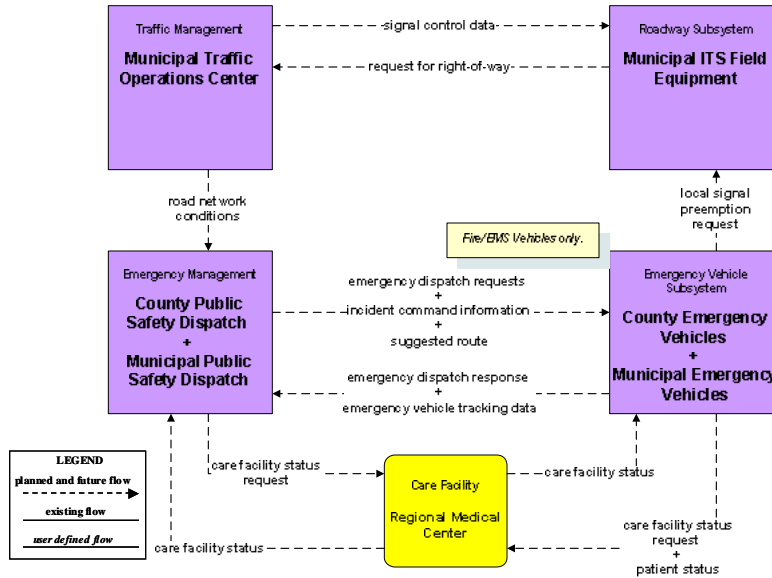 Traffic Management
Municipal Traffic
Operations Center
signal control data
request for right-of-way
Roadway Subsystem
Municipal ITS Field
Equipment
road network
conditions
local signal
preemption
request
Fire/EMS Vehicles only.
Emergency Management
County Public
Safety Dispatch
+
Municipal Public
Safety Dispatch
emergency dispatch requests
+
incident command information
+
suggested route
emergency dispatch response
+
emergency vehicle tracking data
Emergency Vehicle
Subsystem
County Emergency
Vehicles
+
Municipal Emergency
Vehicles
LEGEND
planned and future flow
existing flow
user defined flow
care facility status
request
Care Facility
Regional Medical
Center
care facility status
care facility status
care facility status
request
+
patient status